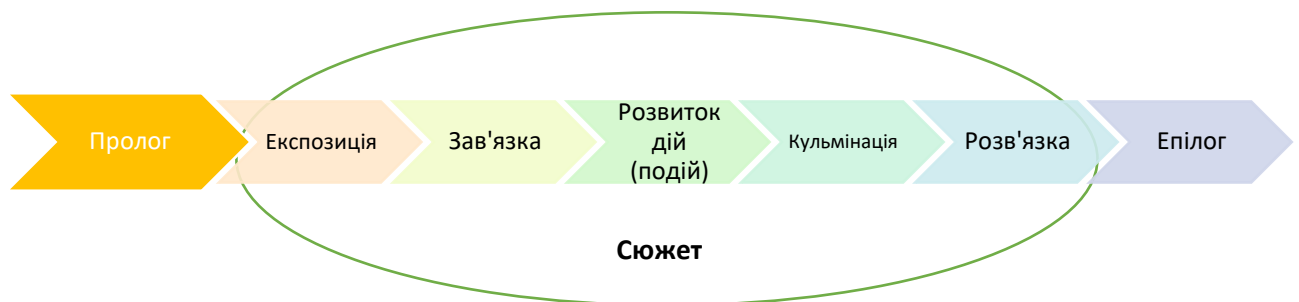 Пролог
Експозиція
Зав'язка
Розвиток
дій
(подій)
Кульмінація
Розв'язка
Епілог
Сюжет